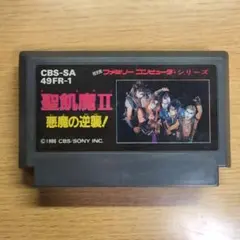 CBS-SA
49FR-1
ファミリーコンピュータシリーズ
聖飢魔II
悪魔の逆襲!
©1986 CBS/SONY INC.